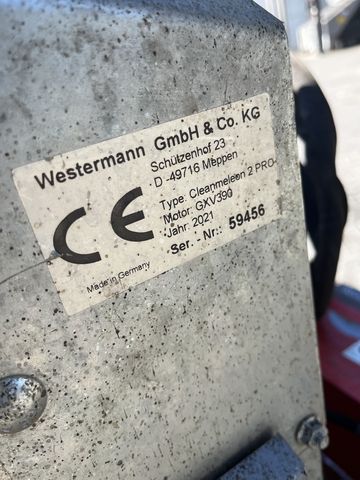 Westermann GmbH & Co. KG
Schützenhof 23
D -49716 Meppen
CE
Type: Cleanmeleon 2 PRO
Motor: GXV390
Jahr: 2021
Ser. - Nr.: 59456
Made in Germany